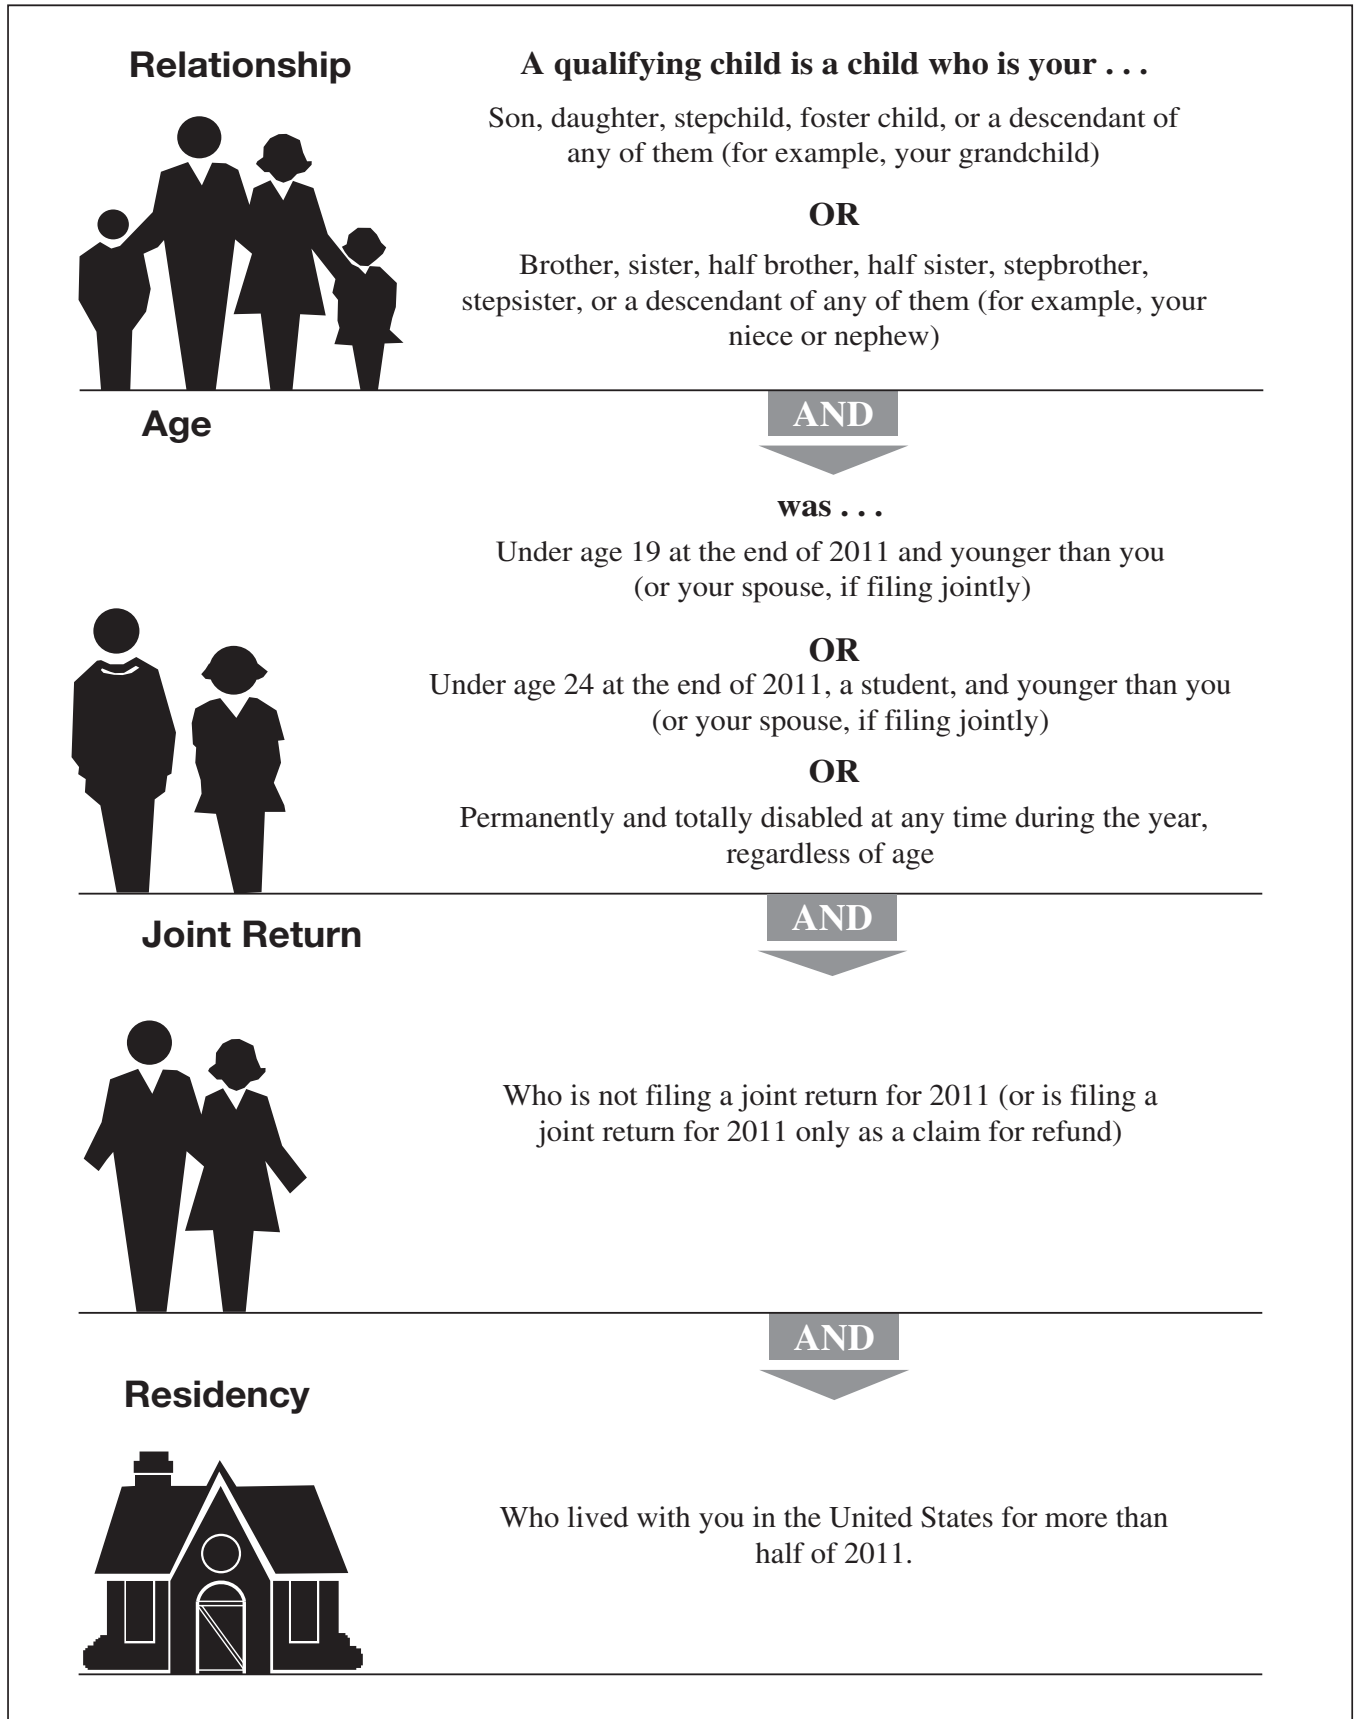 Relationship
A qualifying child is a child who is your . . .
Son, daughter, stepchild, foster child, or a descendant of
any of them (for example, your grandchild)
OR
Brother, sister, half brother, half sister, stepbrother,
stepsister, or a descendant of any of them (for example, your
niece or nephew)
AND
Age
was . . .
Under age 19 at the end of 2011 and younger than you
(or your spouse, if filing jointly)
OR
Under age 24 at the end of 2011, a student, and younger than you
(or your spouse, if filing jointly)
OR
Permanently and totally disabled at any time during the year,
regardless of age
AND
Joint Return
Who is not filing a joint return for 2011 (or is filing a
joint return for 2011 only as a claim for refund)
AND
Residency
Who lived with you in the United States for more than
half of 2011.